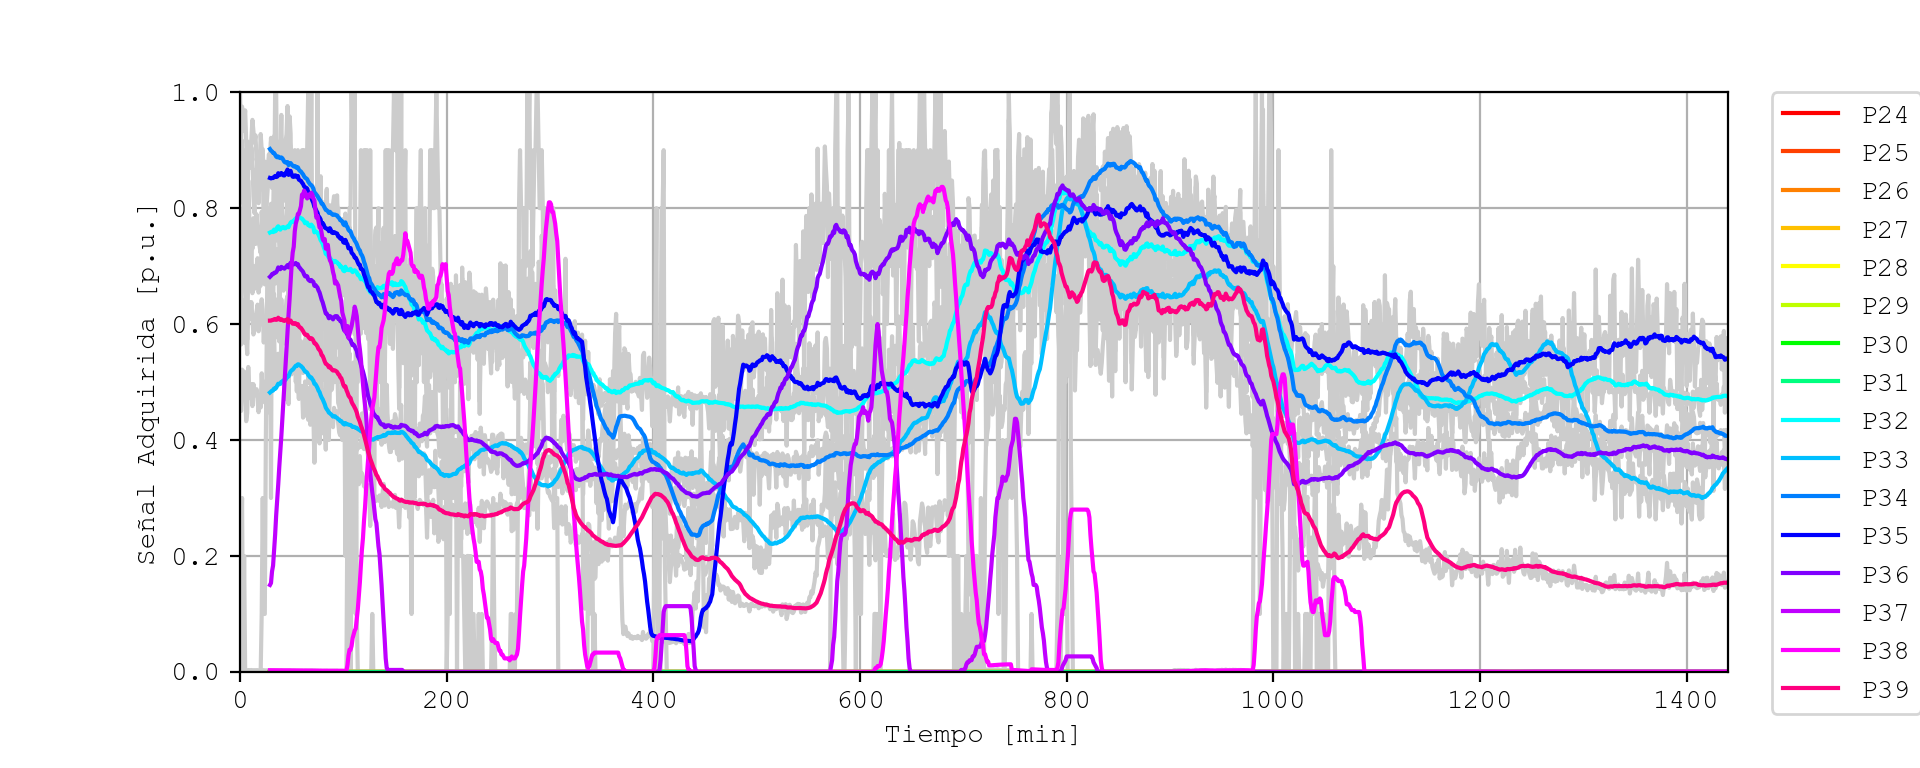 1.0
0.8
0.6
0.4
0.2
0.0
Señal Adquirida [p.u.]
0 200 400 600 800 1000 1200 1400
Tiempo [min]
P24
P25
P26
P27
P28
P29
P30
P31
P32
P33
P34
P35
P36
P37
P38
P39